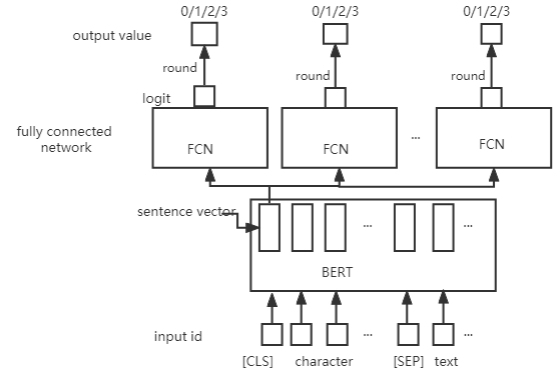 0/1/2/3 0/1/2/3 0/1/2/3
output value
round round round
logit
fully connected
network
FCN FCN ... FCN
sentence vector
... ...
BERT
input id ... ...
[CLS] character [SEP] text